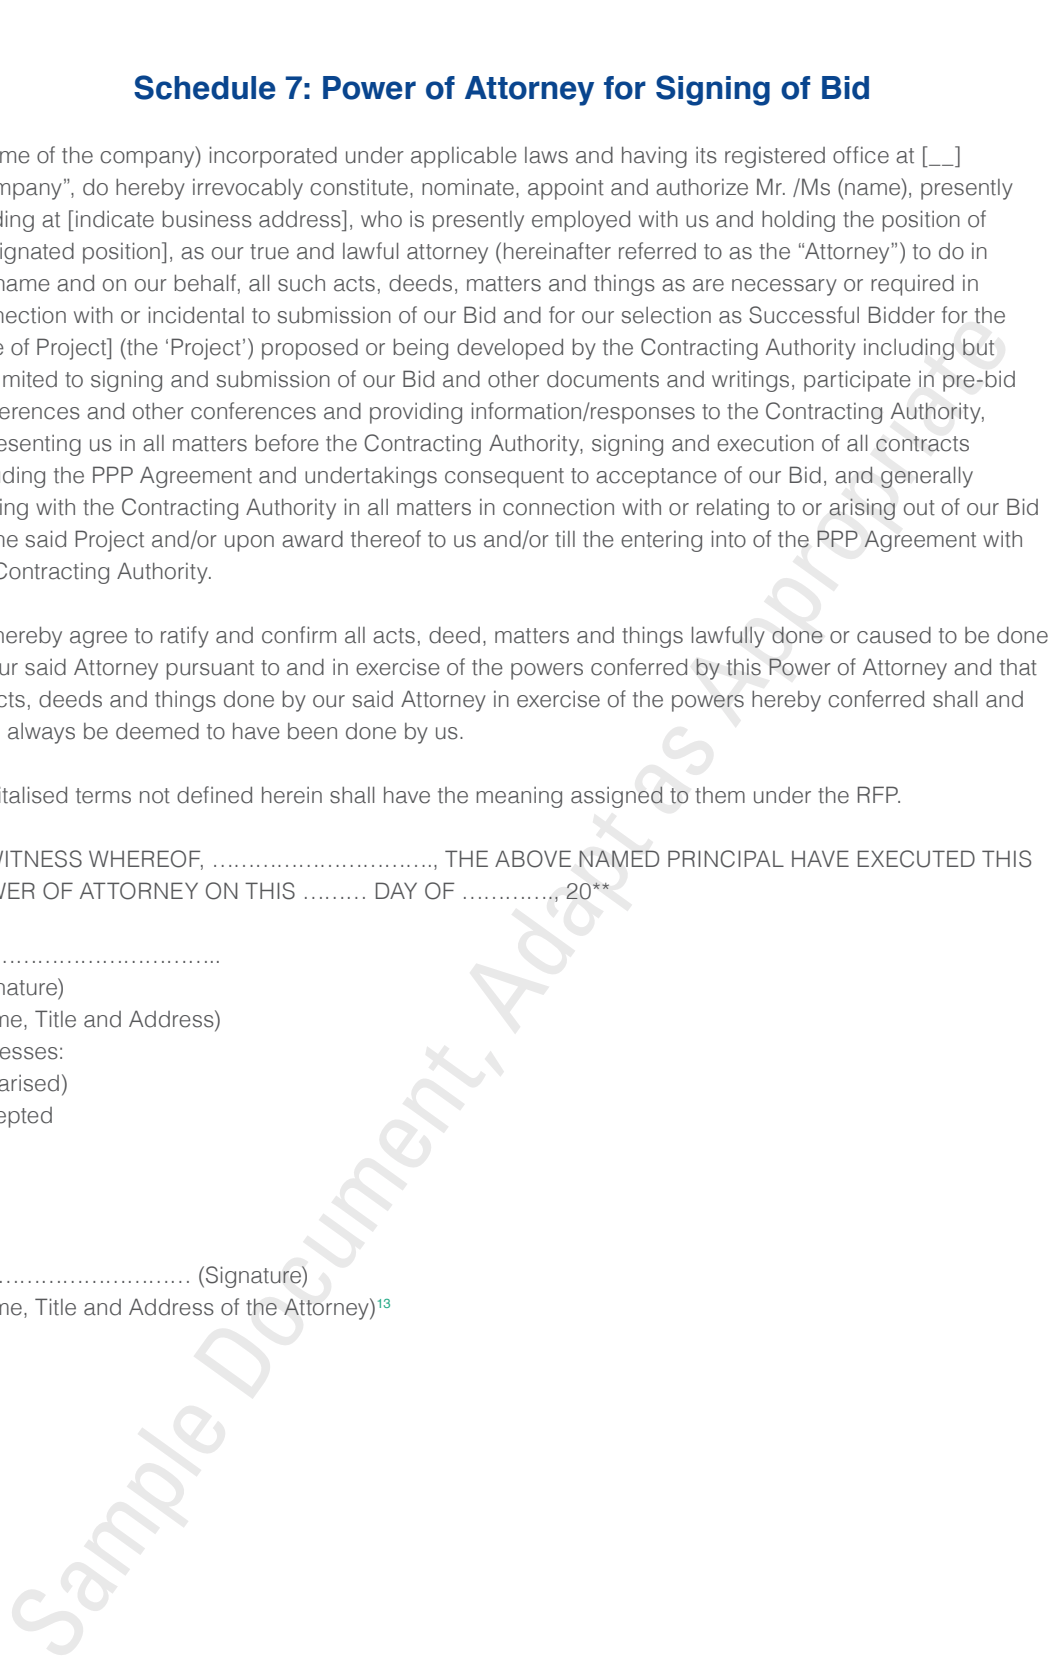 Schedule 7: Power of Attorney for Signing of Bid
me of the company) incorporated under applicable laws and having its registered office at [__]
mpany”, do hereby irrevocably constitute, nominate, appoint and authorize Mr. /Ms (name), presently
ding at [indicate business address], who is presently employed with us and holding the position of
ignated position], as our true and lawful attorney (hereinafter referred to as the “Attorney”) to do in
name and on our behalf, all such acts, deeds, matters and things as are necessary or required in
nection with or incidental to submission of our Bid and for our selection as Successful Bidder for the
e of Project] (the ‘Project’) proposed or being developed by the Contracting Authority including but
mited to signing and submission of our Bid and other documents and writings, participate in pre-bid
erences and other conferences and providing information/responses to the Contracting Authority,
esenting us in all matters before the Contracting Authority, signing and execution of all contracts
ding the PPP Agreement and undertakings consequent to acceptance of our Bid, and generally
ing with the Contracting Authority in all matters in connection with or relating to or arising out of our Bid
he said Project and/or upon award thereof to us and/or till the entering into of the PPP Agreement with
Contracting Authority.
hereby agree to ratify and confirm all acts, deed, matters and things lawfully done or caused to be done
ur said Attorney pursuant to and in exercise of the powers conferred by this Power of Attorney and that
cts, deeds and things done by our said Attorney in exercise of the powers hereby conferred shall and
always be deemed to have been done by us.
italised terms not defined herein shall have the meaning assigned to them under the RFP.
WITNESS WHEREOF, …………………………., THE ABOVE NAMED PRINCIPAL HAVE EXECUTED THIS
WER OF ATTORNEY ON THIS ……… DAY OF …………., 20**
…………………………..
nature)
me, Title and Address)
esses:
arised)
epted
……………………… (Signature)
me, Title and Address of the Attorney)13
Sample Document, Adapt as Appropriate